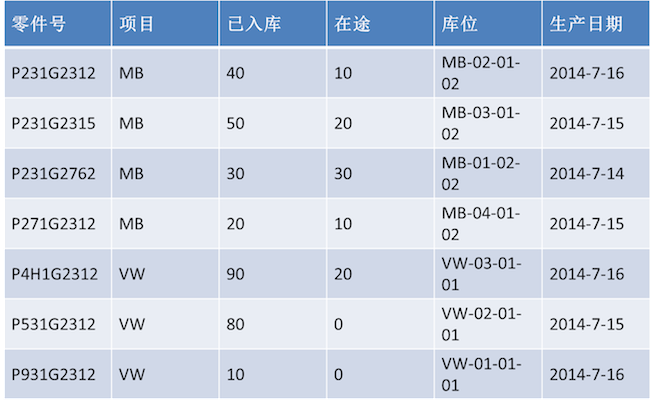 零件号 项目 已入库 在途 库位 生产日期
P231G2312 MB 40 10 MB-02-01-02 2014-7-16
P231G2315 MB 50 20 MB-03-01-02 2014-7-15
P231G2762 MB 30 30 MB-01-02-02 2014-7-14
P271G2312 MB 20 10 MB-04-01-02 2014-7-15
P4H1G2312 VW 90 20 VW-03-01-01 2014-7-16
P531G2312 VW 80 0 VW-02-01-01 2014-7-15
P931G2312 VW 10 0 VW-01-01-01 2014-7-16